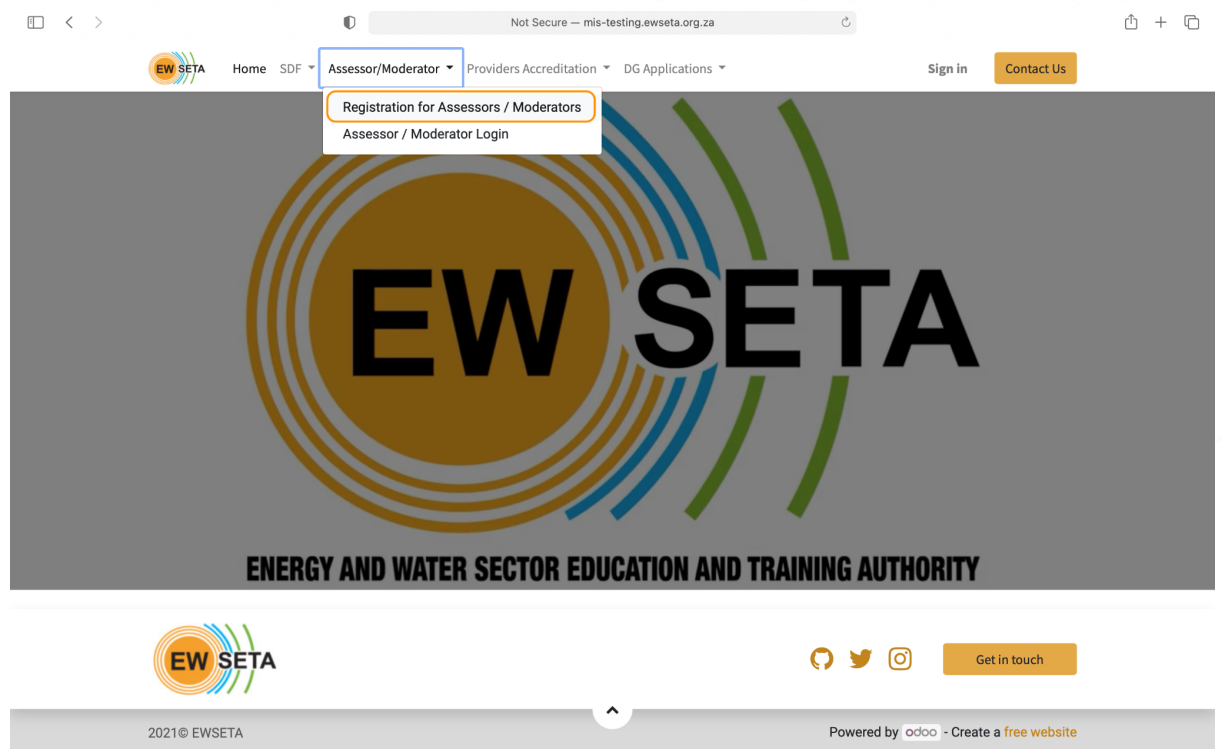 Not Secure — mis-testing.ewseta.org.za
EW SETA Home SDF Assessor/Moderator Providers Accreditation DG Applications Sign in Contact Us
Registration for Assessors / Moderators
Assessor / Moderator Login
EW SETA
ENERGY AND WATER SECTOR EDUCATION AND TRAINING AUTHORITY
EW SETA Get in touch
2021© EWSETA Powered by odoo - Create a free website